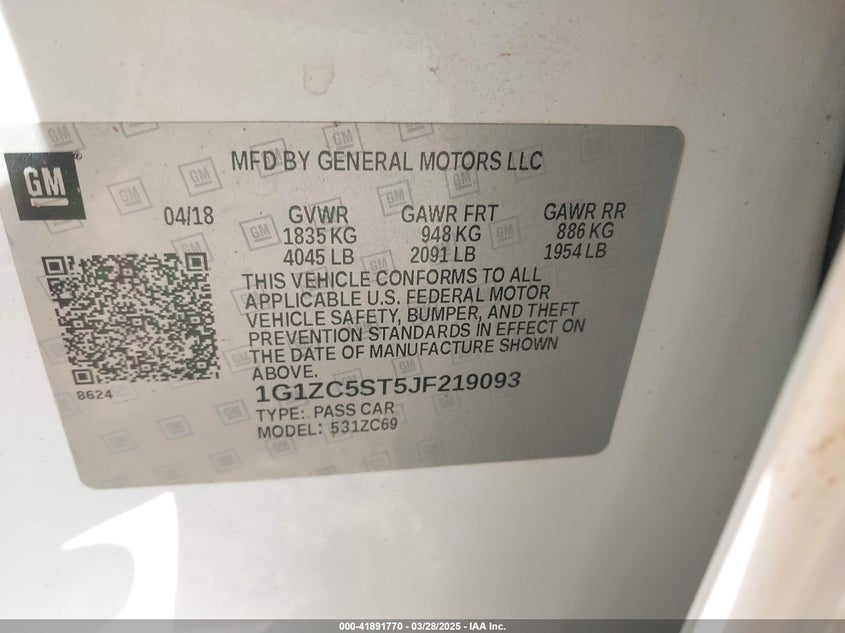 GM
MFD BY GENERAL MOTORS LLC
04/18 GVWR GAWR FRT GAWR RR
1835 KG 948 KG 886 KG
4045 LB 2091 LB 1954 LB
THIS VEHICLE CONFORMS TO ALL
APPLICABLE U.S. FEDERAL MOTOR
VEHICLE SAFETY, BUMPER, AND THEFT
PREVENTION STANDARDS IN EFFECT ON
THE DATE OF MANUFACTURE SHOWN
ABOVE.
8624
1G1ZC5ST5JF219093
TYPE: PASS CAR
MODEL: 531ZC69
000-41891770 - 03/28/2025 - IAA Inc.